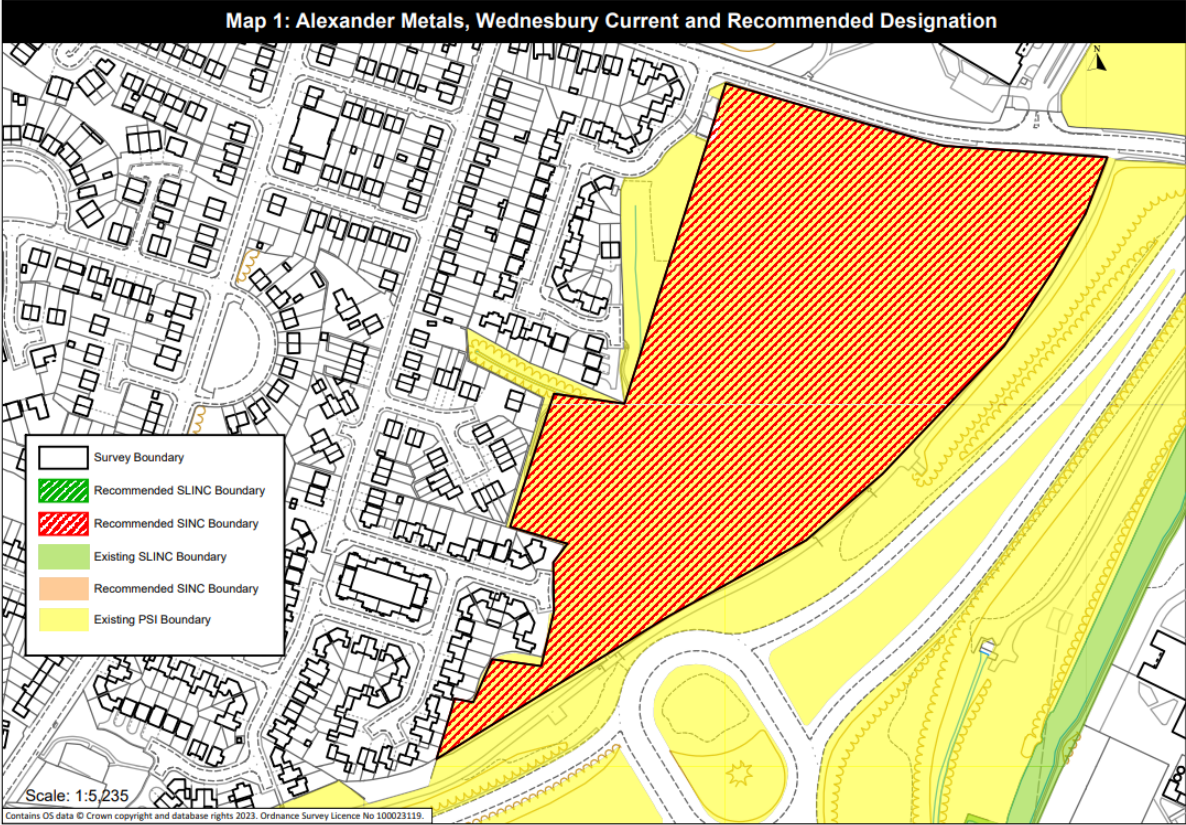 Map 1: Alexander Metals, Wednesbury Current and Recommended Designation
N
Survey Boundary
Recommended SLINC Boundary
Recommended SINC Boundary
Existing SLINC Boundary
Recommended SINC Boundary
Existing PSI Boundary
Scale: 1:5,235
Contains OS data © Crown copyright and database rights 2023. Ordnance Survey Licence No 100023119.